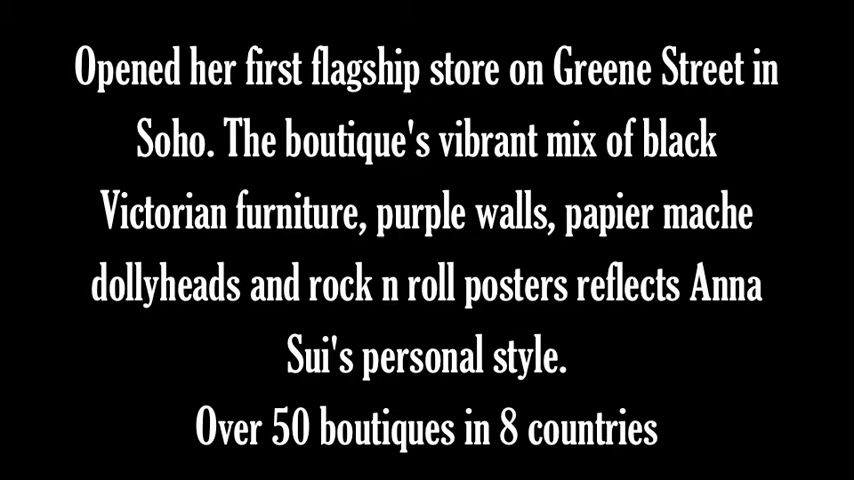 Opened her first flagship store on Greene Street in
Soho. The boutique's vibrant mix of black
Victorian furniture, purple walls, papier mache
dollyheads and rock n roll posters reflects Anna
Sui's personal style.
Over 50 boutiques in 8 countries